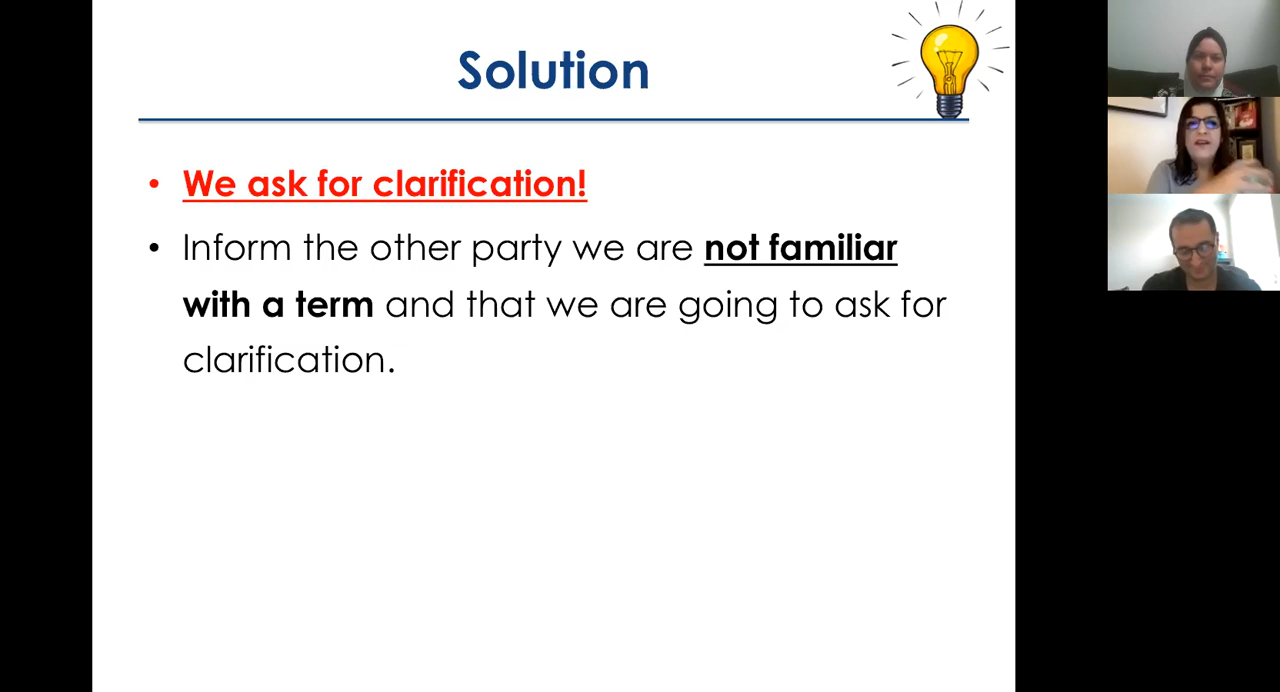 Solution
• We ask for clarification!
• Inform the other party we are not familiar
with a term and that we are going to ask for
clarification.